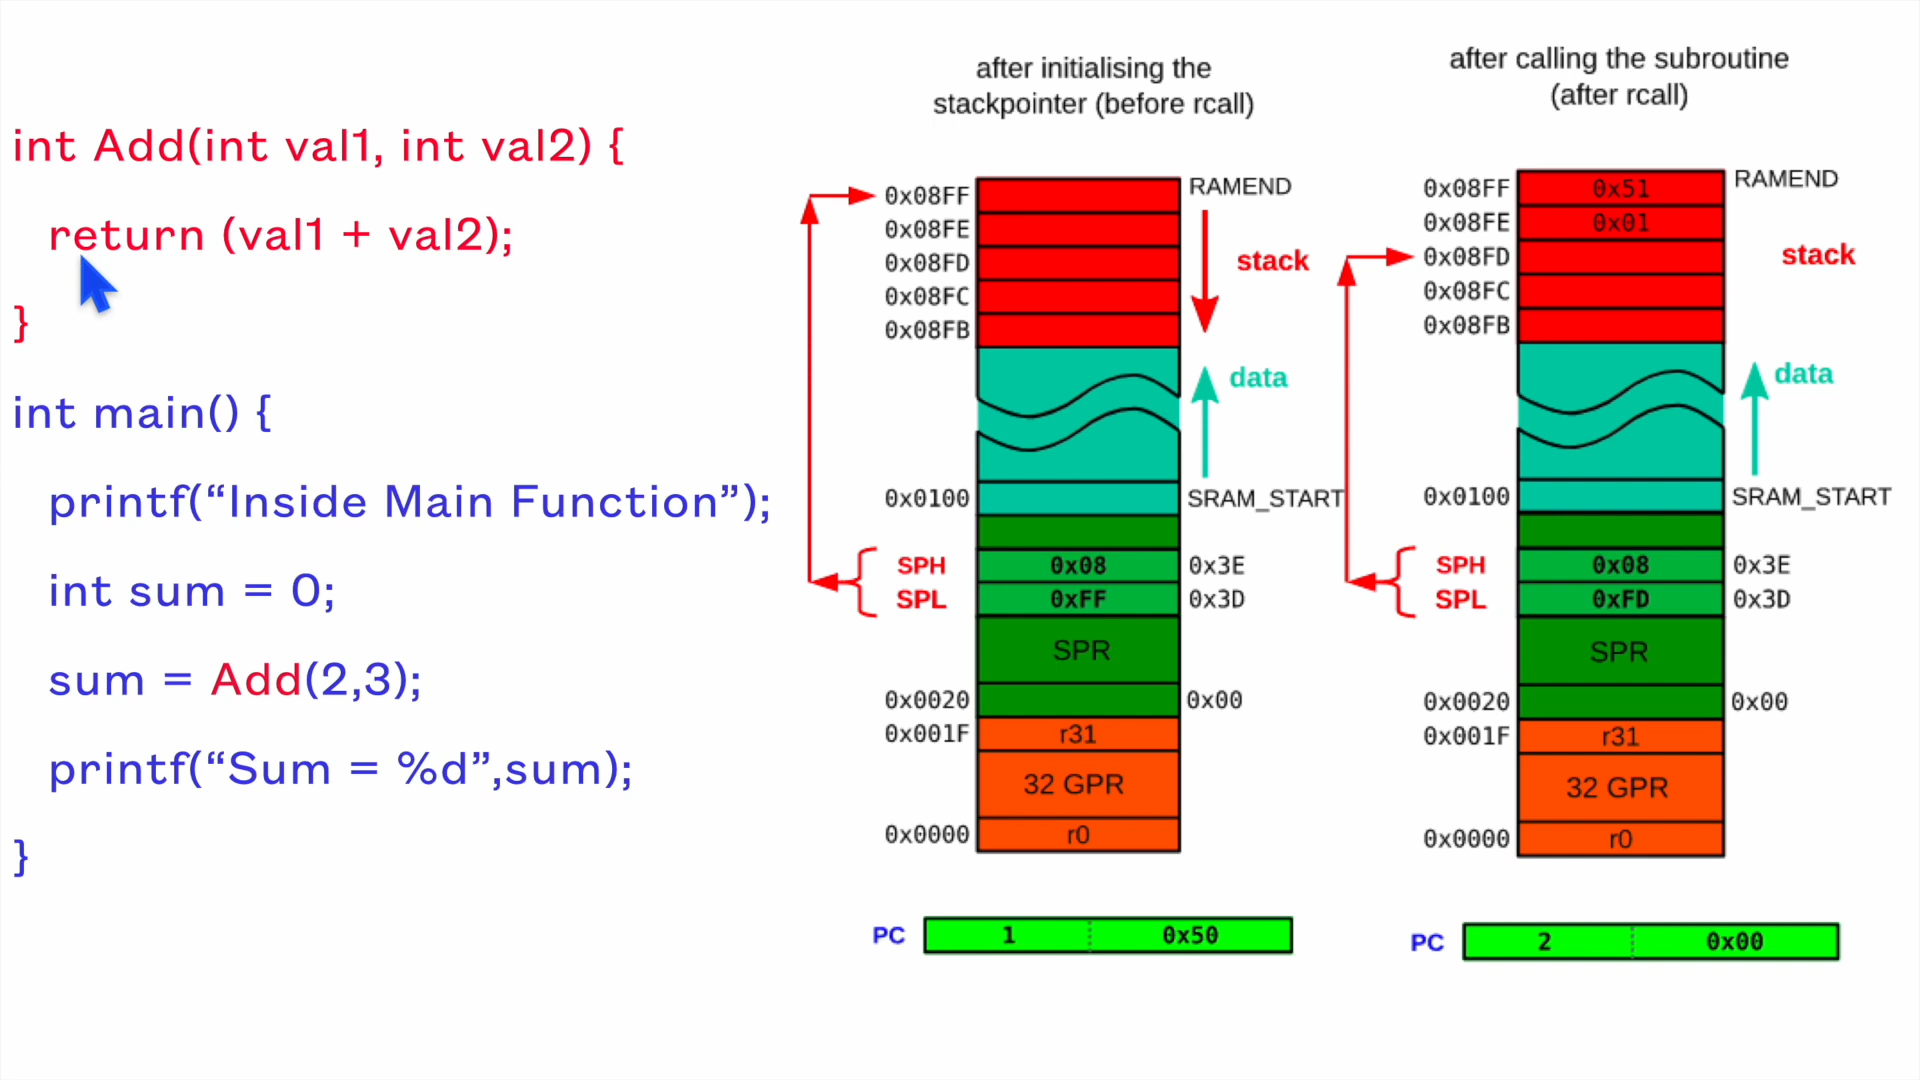 int Add(int val1, int val2) {
return (val1 + val2);
}
int main() {
printf(“Inside Main Function”);
int sum = 0;
sum = Add(2,3);
printf(“Sum = %d”,sum);
}
after initialising the
stackpointer (before rcall)
0x08FF RAMEND
0x08FE
0x08FD stack
0x08FC
0x08FB
data
0x0100 SRAM_START
SPH 0x08 0x3E
SPL 0xFF 0x3D
SPR
0x0020 0x00
0x001F r31
32 GPR
0x0000 r0
PC 1 0x50
after calling the subroutine
(after rcall)
0x08FF 0x51 RAMEND
0x08FE 0x01
0x08FD stack
0x08FC
0x08FB
data
0x0100 SRAM_START
SPH 0x08 0x3E
SPL 0xFD 0x3D
SPR
0x0020 0x00
0x001F r31
32 GPR
0x0000 r0
PC 2 0x00